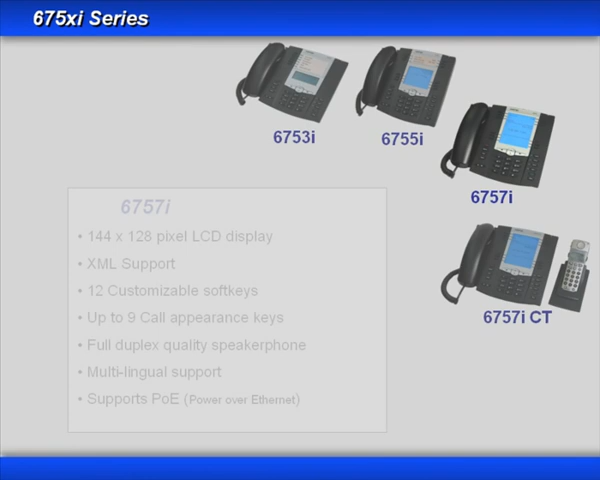 675xi Series
6753i
6755i
6757i
6757i CT
6757i
• 144 x 128 pixel LCD display
• XML Support
• 12 Customizable softkeys
• Up to 9 Call appearance keys
• Full duplex quality speakerphone
• Multi-lingual support
• Supports PoE (Power over Ethernet)